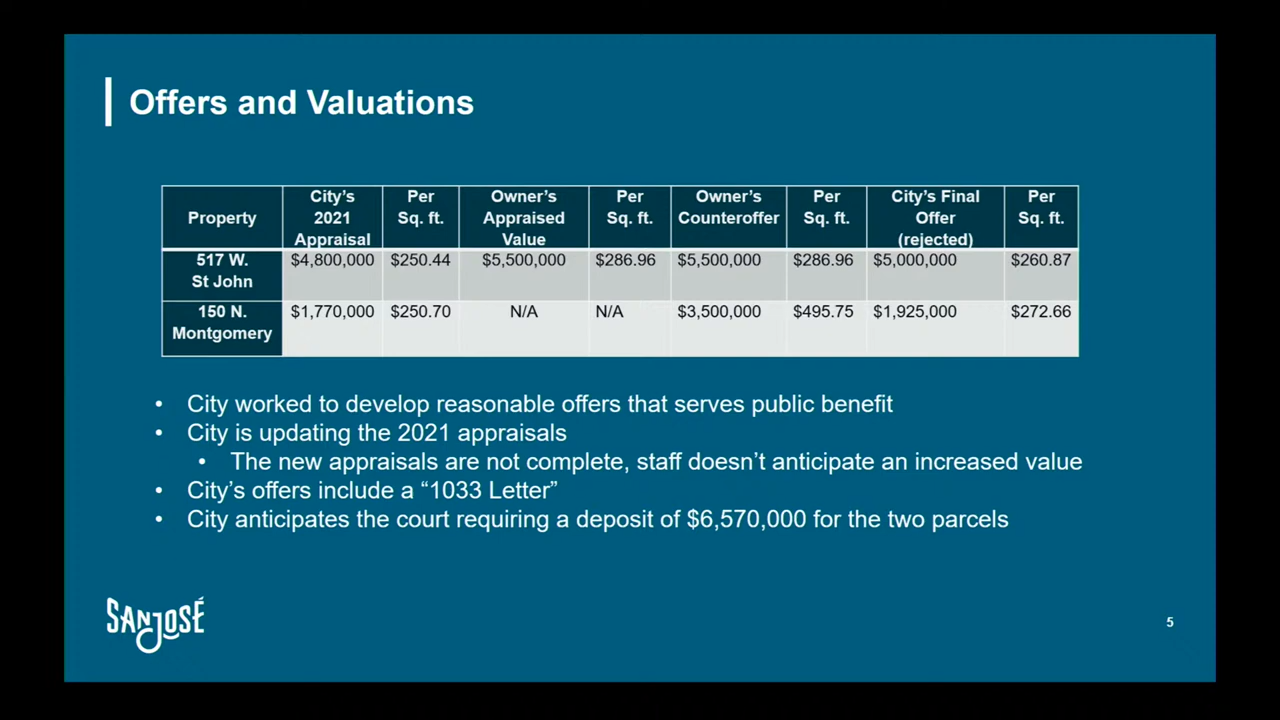 Offers and Valuations
Property | City's 2021 Appraisal | Per Sq. ft. | Owner's Appraised Value | Per Sq. ft. | Owner's Counteroffer | Per Sq. ft. | City's Final Offer (rejected) | Per Sq. ft.
517 W. St John | $4,800,000 | $250.44 | $5,500,000 | $286.96 | $5,500,000 | $286.96 | $5,000,000 | $260.87
150 N. Montgomery | $1,770,000 | $250.70 | N/A | N/A | $3,500,000 | $495.75 | $1,925,000 | $272.66
• City worked to develop reasonable offers that serves public benefit
• City is updating the 2021 appraisals
• The new appraisals are not complete, staff doesn't anticipate an increased value
• City's offers include a “1033 Letter”
• City anticipates the court requiring a deposit of $6,570,000 for the two parcels
SAN JOSÉ
5